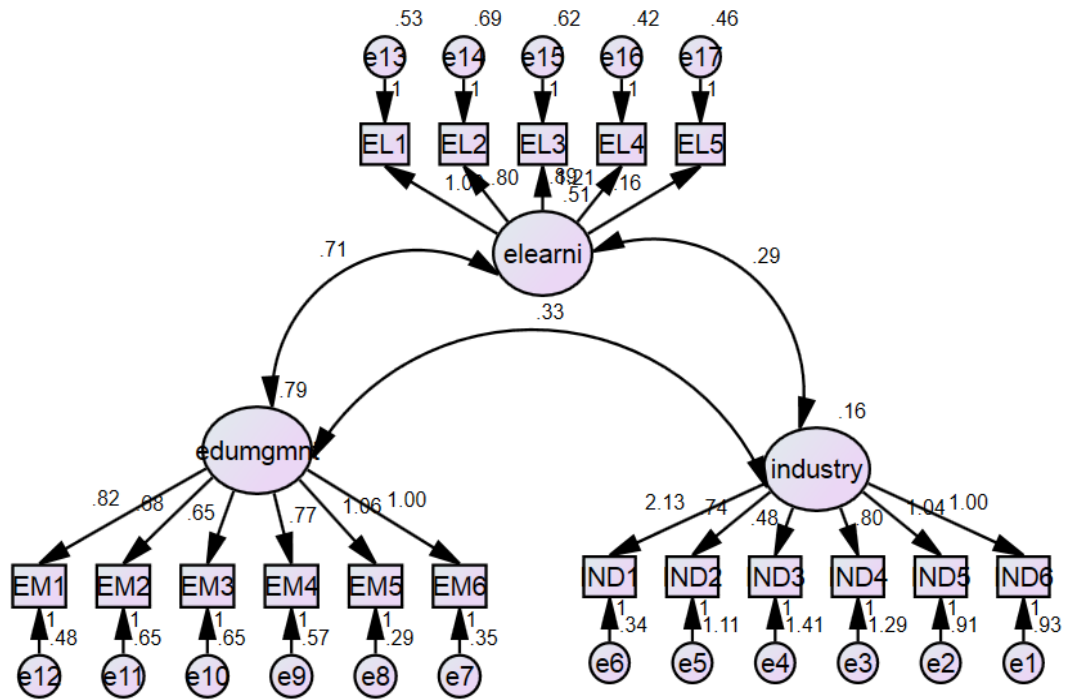 .53 .69 .62 .42 .46
e13 e14 e15 e16 e17
1 1 1 1 1
EL1 EL2 EL3 EL4 EL5
.80 1.21 .16
.51
elearni
.71 .29
.33
.79 .16
edumgmnt industry
.82 .68 .65 .77 1.06 1.00
2.13 .74 .48 .80 1.04 1.00
EM1 EM2 EM3 EM4 EM5 EM6
IND1 IND2 IND3 IND4 IND5 IND6
1 1 1 1 1 1
1 1 1 1 1 1
.48 .65 .65 .57 .29 .35
.34 1.11 1.41 1.29 .91 .93
e12 e11 e10 e9 e8 e7
e6 e5 e4 e3 e2 e1